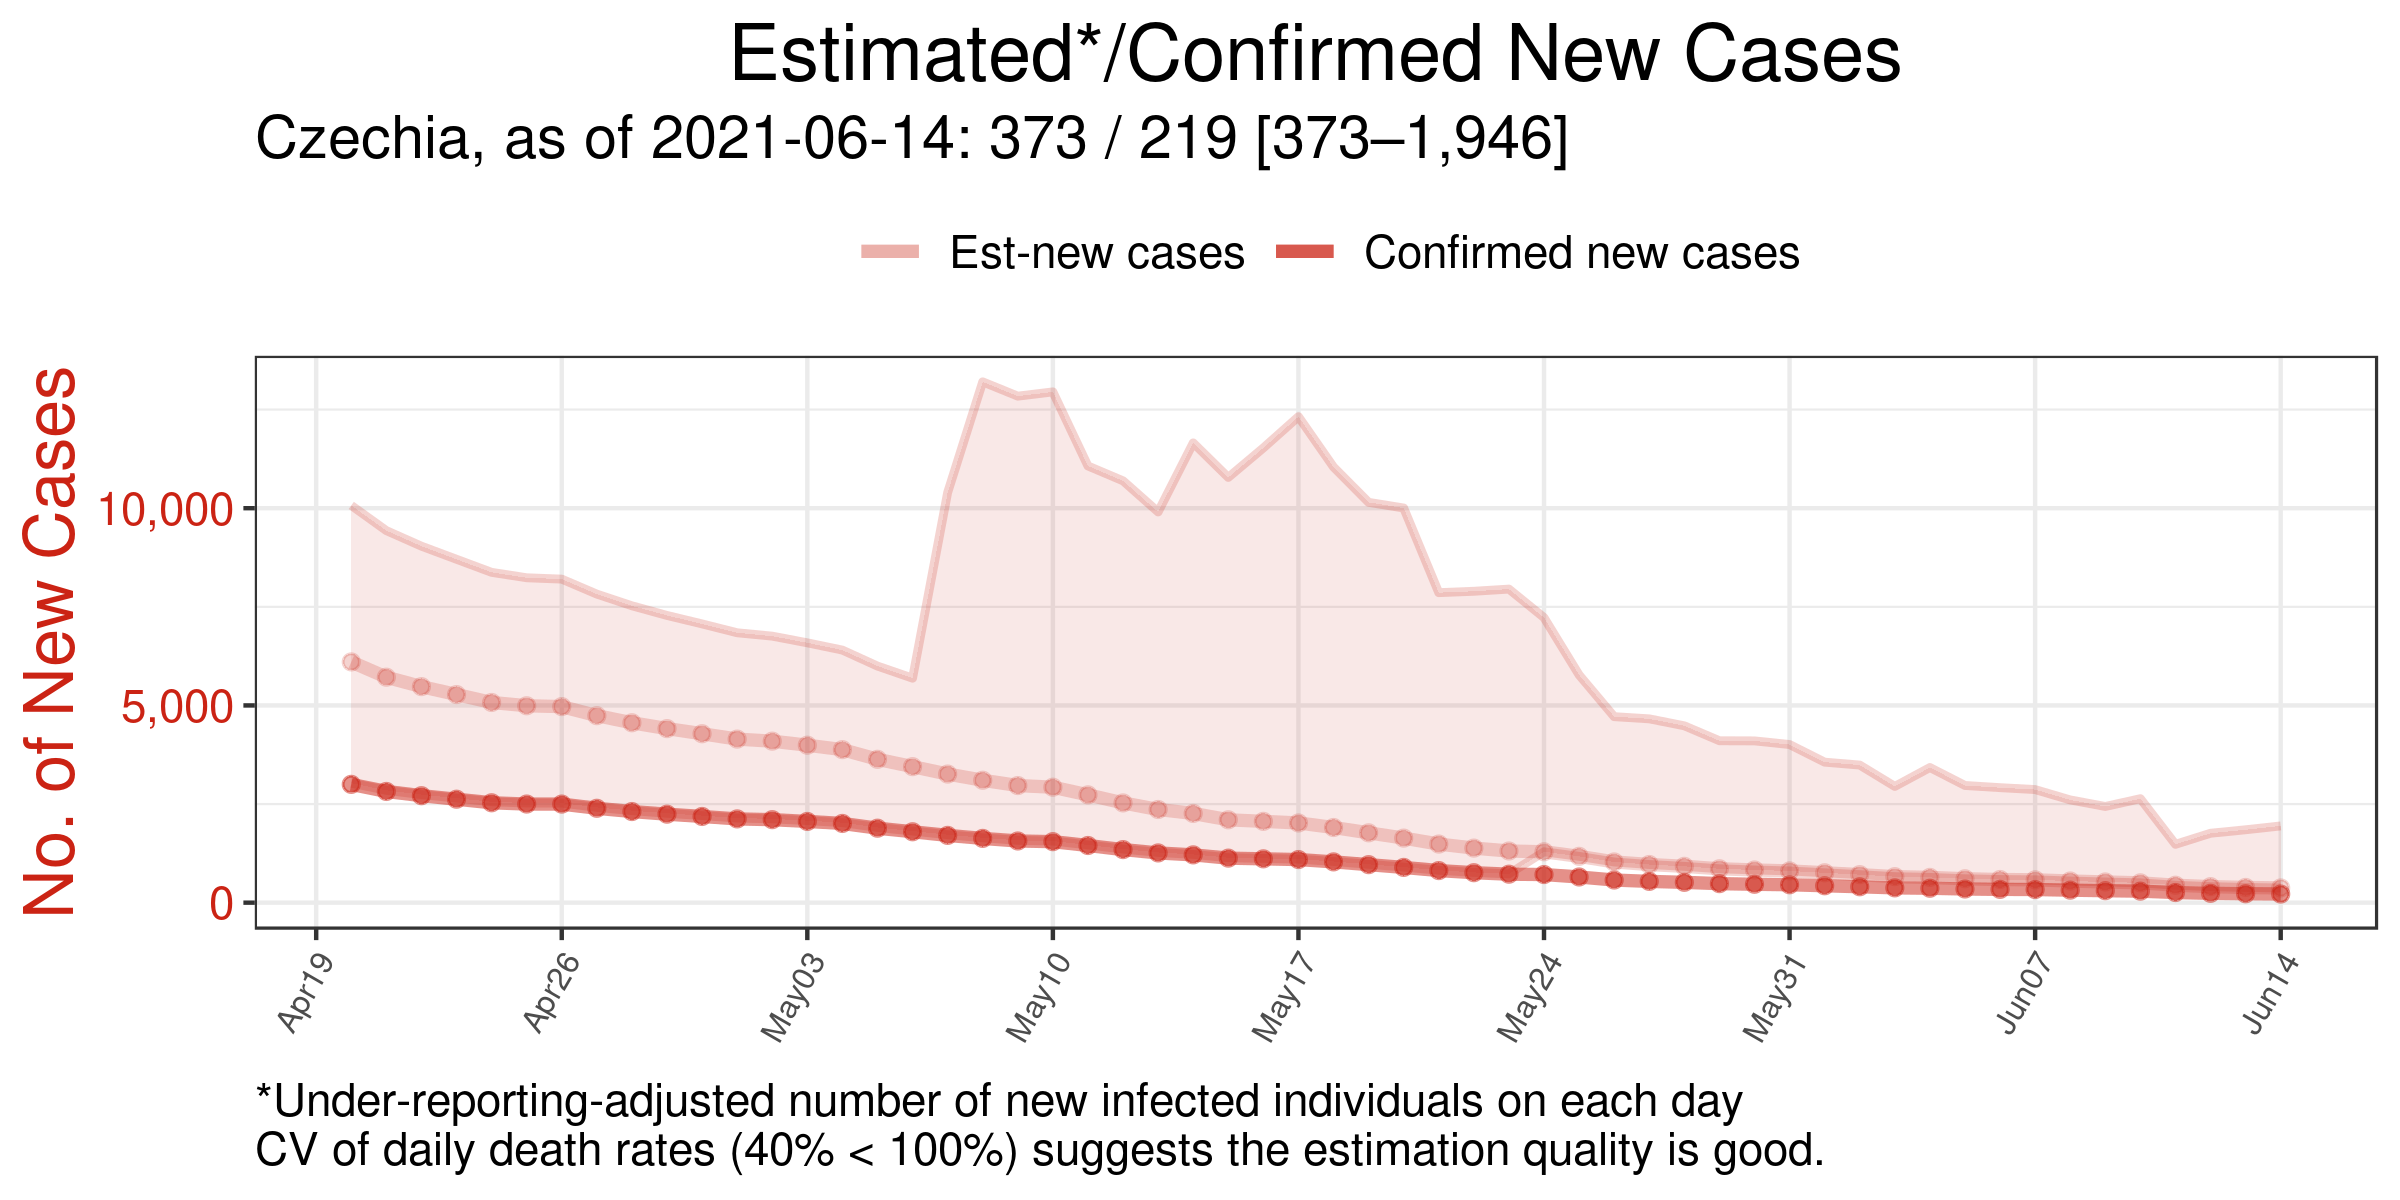 Estimated*/Confirmed New Cases
Czechia, as of 2021-06-14: 373 / 219 [373–1,946]
Est-new cases
Confirmed new cases
No. of New Cases
10,000
5,000
0
Apr19
Apr26
May03
May10
May17
May24
May31
Jun07
Jun14
*Under-reporting-adjusted number of new infected individuals on each day
CV of daily death rates (40% < 100%) suggests the estimation quality is good.